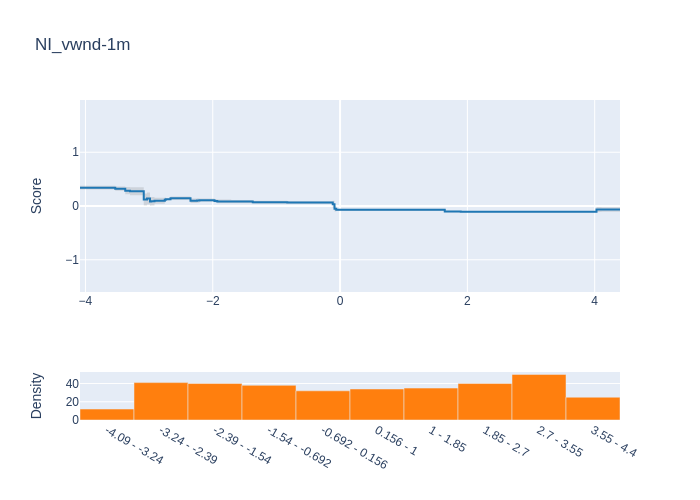 NI_vwnd-1m
Score
1
0
−1
−4
−2
0
2
4
Density
40
20
0
-4.09 - -3.24
-3.24 - -2.39
-2.39 - -1.54
-1.54 - -0.692
-0.692 - 0.156
0.156 - 1
1 - 1.85
1.85 - 2.7
2.7 - 3.55
3.55 - 4.4